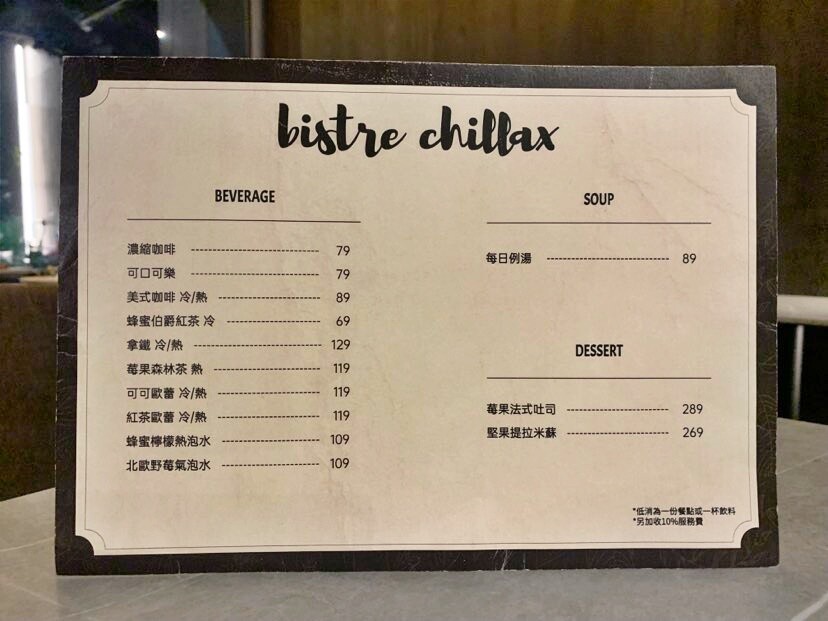 bistre chillax
BEVERAGE
濃縮咖啡 79
可口可樂 79
美式咖啡 冷/熱 89
蜂蜜伯爵紅茶 冷 69
拿鐵 冷/熱 129
莓果森林茶 熱 119
可可歐蕾 冷/熱 119
紅茶歐蕾 冷/熱 119
蜂蜜檸檬熱泡水 109
北歐野莓氣泡水 109
SOUP
每日例湯 89
DESSERT
莓果法式吐司 289
堅果提拉米蘇 269
*低消為一份餐點或一杯飲料
*另加收10%服務費